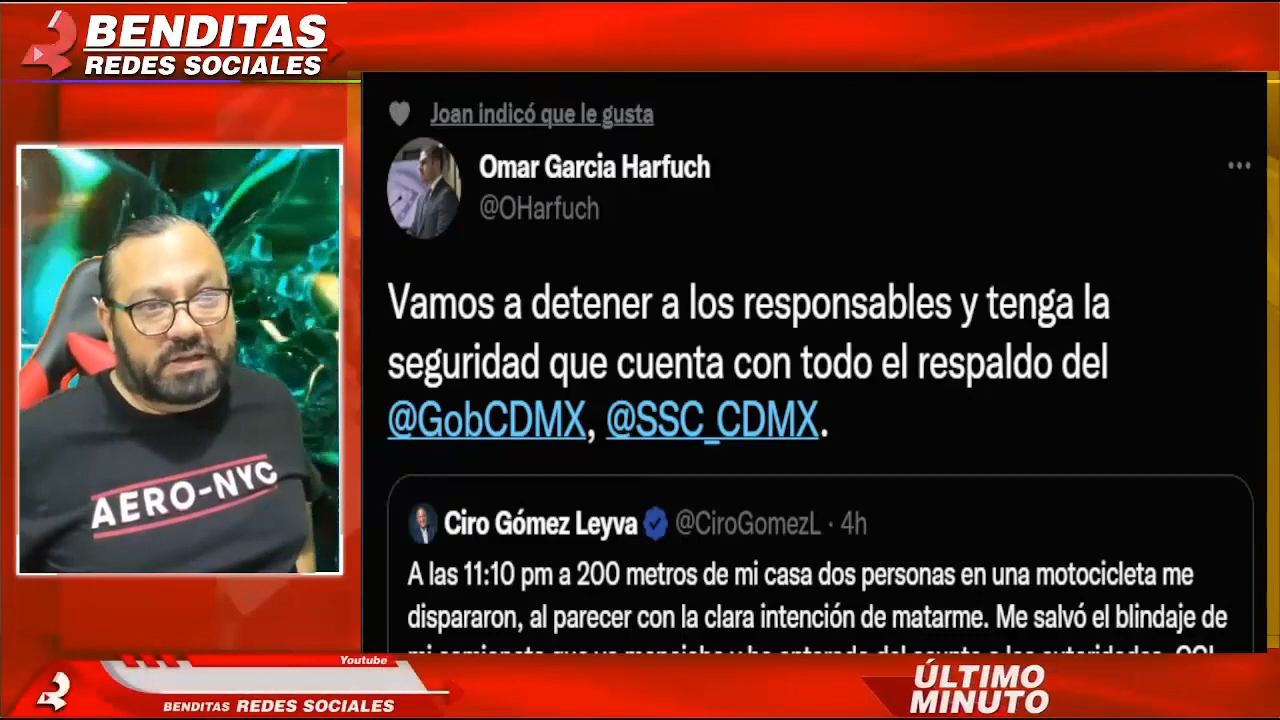 BENDITAS
REDES SOCIALES
Joan indicó que le gusta
Omar Garcia Harfuch
@OHarfuch
Vamos a detener a los responsables y tenga la
seguridad que cuenta con todo el respaldo del
@GobCDMX, @SSC_CDMX.
Ciro Gómez Leyva @CiroGomezL · 4h
A las 11:10 pm a 200 metros de mi casa dos personas en una motocicleta me
dispararon, al parecer con la clara intención de matarme. Me salvó el blindaje de
AERO-NYC
Youtube
BENDITAS REDES SOCIALES
ÚLTIMO
MINUTO